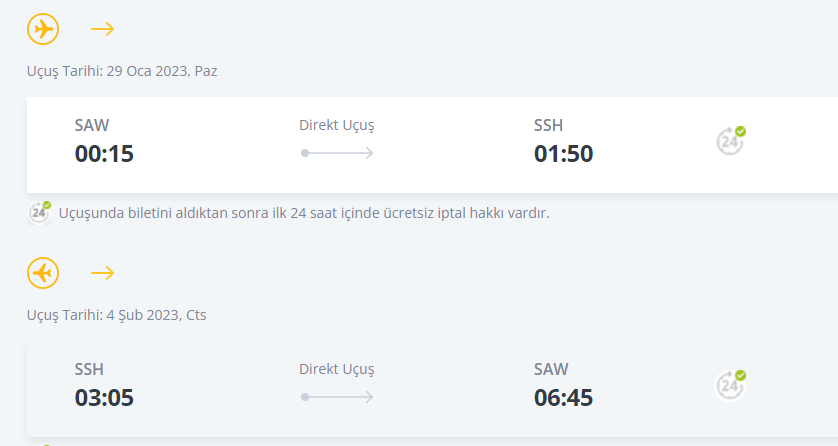 Uçuş Tarihi: 29 Oca 2023, Paz
SAW Direkt Uçuş SSH
00:15 01:50 24
24 Uçuşunda biletini aldıktan sonra ilk 24 saat içinde ücretsiz iptal hakkı vardır.
Uçuş Tarihi: 4 Şub 2023, Cts
SSH Direkt Uçuş SAW
03:05 06:45 24